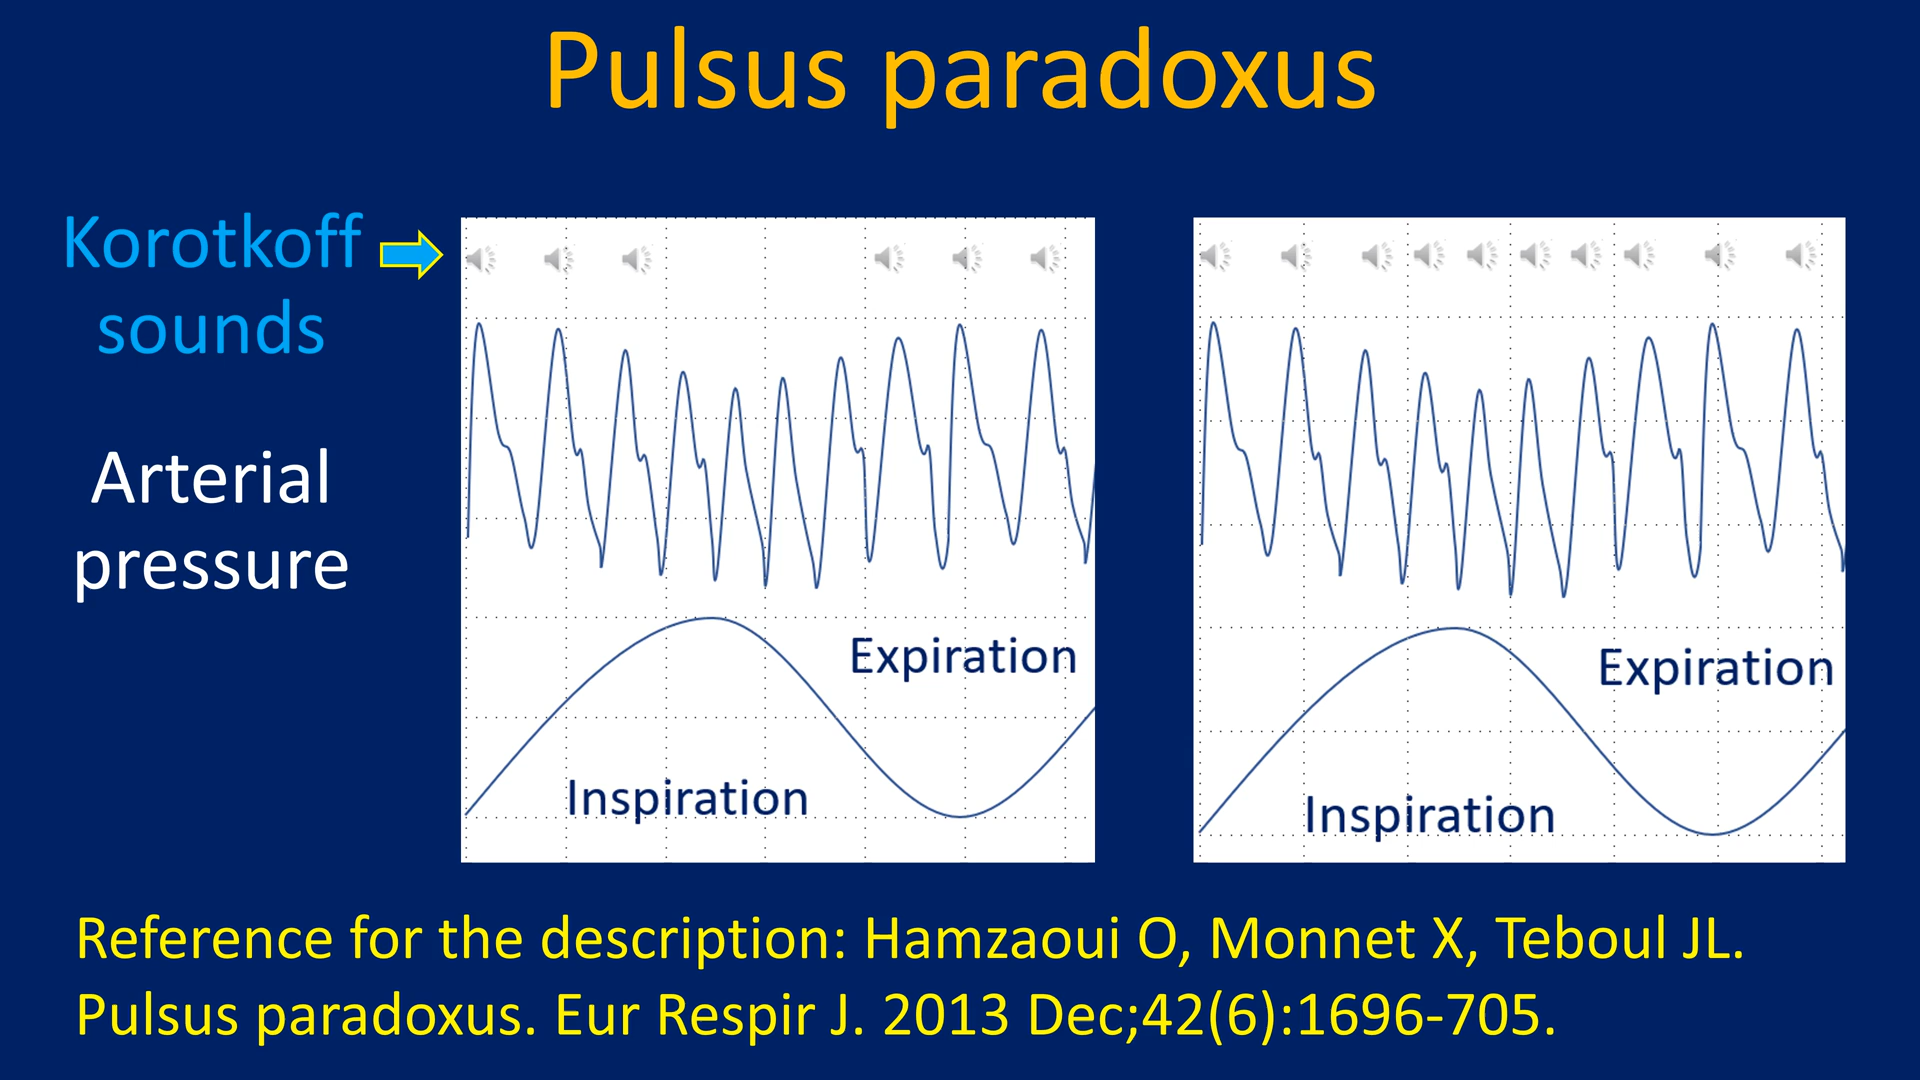 Pulsus paradoxus
Korotkoff
sounds
Arterial
pressure
Expiration
Inspiration
Expiration
Inspiration
Reference for the description: Hamzaoui O, Monnet X, Teboul JL.
Pulsus paradoxus. Eur Respir J. 2013 Dec;42(6):1696-705.